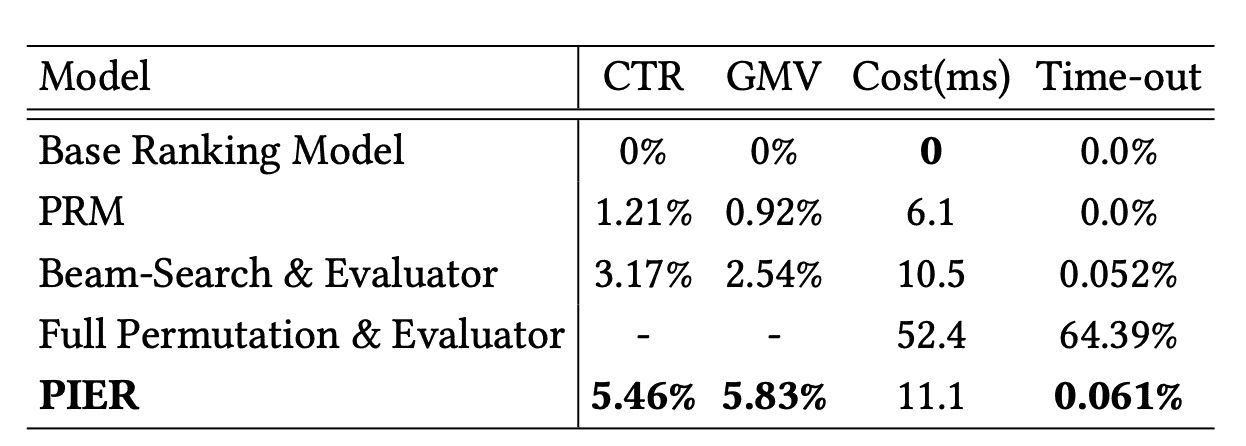 Model CTR GMV Cost(ms) Time-out
Base Ranking Model 0% 0% 0 0.0%
PRM 1.21% 0.92% 6.1 0.0%
Beam-Search & Evaluator 3.17% 2.54% 10.5 0.052%
Full Permutation & Evaluator - - 52.4 64.39%
PIER 5.46% 5.83% 11.1 0.061%